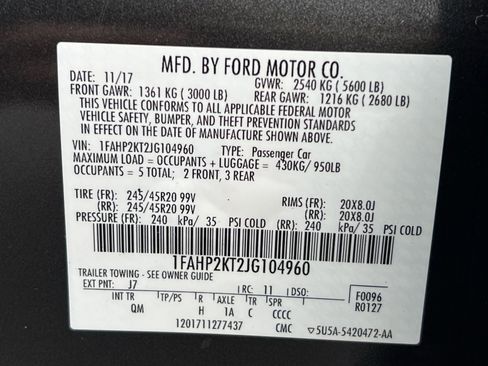 MFD. BY FORD MOTOR CO.
DATE: 11/17 GVWR: 2540 KG ( 5600 LB)
FRONT GAWR: 1361 KG ( 3000 LB) REAR GAWR: 1216 KG ( 2680 LB)
THIS VEHICLE CONFORMS TO ALL APPLICABLE FEDERAL MOTOR
VEHICLE SAFETY, BUMPER, AND THEFT PREVENTION STANDARDS
IN EFFECT ON THE DATE OF MANUFACTURE SHOWN ABOVE.
VIN: 1FAHP2KT2JG104960 TYPE: Passenger Car
MAXIMUM LOAD = OCCUPANTS + LUGGAGE = 430KG/ 950LB
OCCUPANTS = 5 TOTAL; 2 FRONT, 3 REAR
TIRE (FR): 245/45R20 99V RIMS (FR): 20X8.0J
(RR): 245/45R20 99V (RR): 20X8.0J
PRESSURE (FR): 240 kPa/ 35 PSI COLD (RR): 240 kPa/ 35 PSI COLD
1FAHP2KT2JG104960
TRAILER TOWING - SEE OWNER GUIDE
EXT PNT: J7 RC: 11 DSO: F0096
R0127
INT TR TP/PS R AXLE TR SPR
QM H 1A C CCCC
1201711277437 CMC 5U5A-5420472-AA